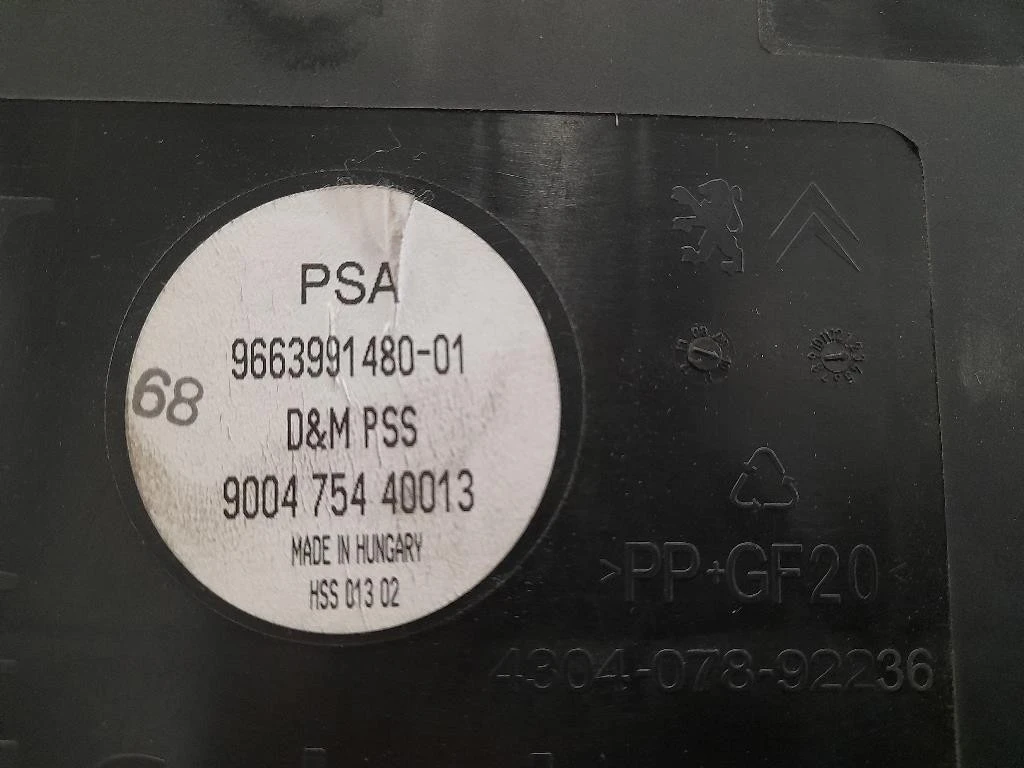 PSA
9663991480-01
68
D&M PSS
9004 754 40013
MADE IN HUNGARY
HSS 013 02
>PP+GF20<
4304-078-92236